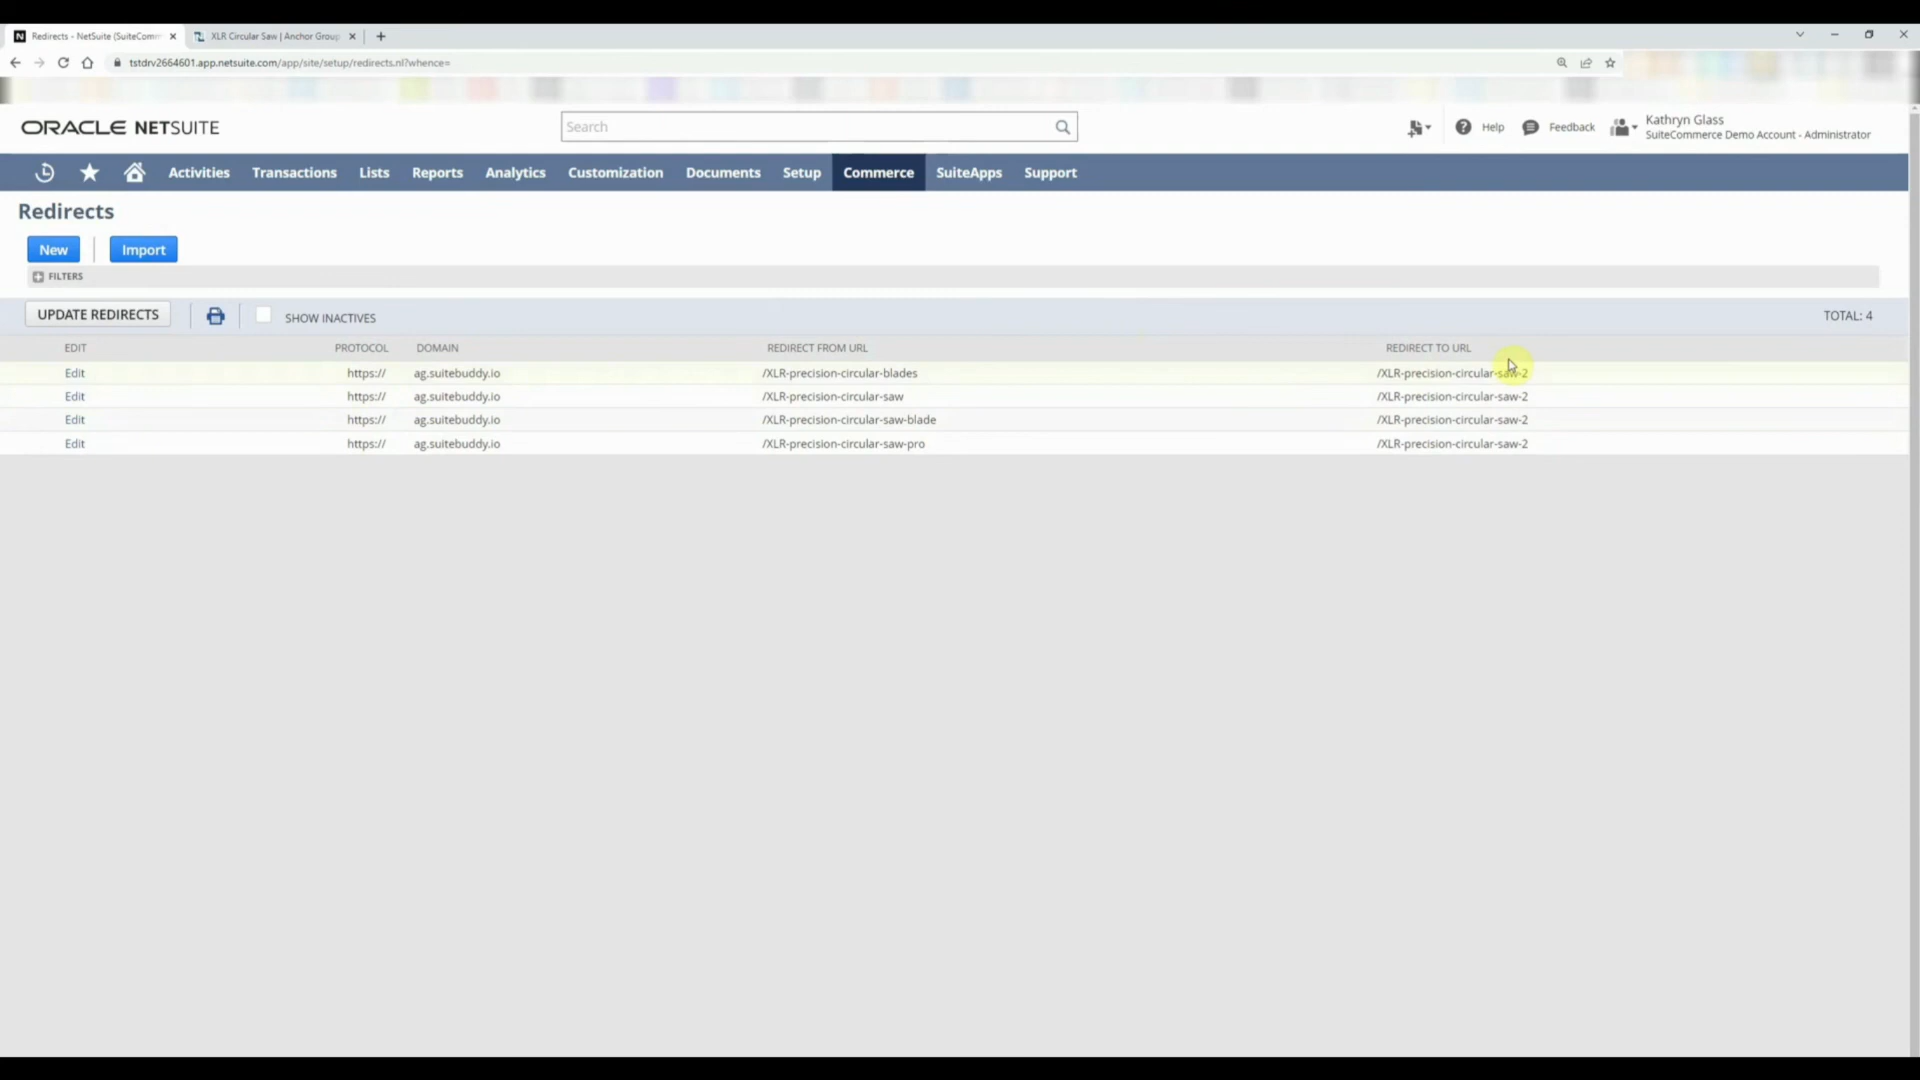 Redirects - NetSuite (SuiteComm
XLR Circular Saw | Anchor Group
tstdrv2664601.app.netsuite.com/app/site/setup/redirects.nl?whence=
ORACLE NETSUITE
Search
Help
Feedback
Kathryn Glass
SuiteCommerce Demo Account - Administrator
Activities Transactions Lists Reports Analytics Customization Documents Setup Commerce SuiteApps Support
Redirects
New
Import
FILTERS
UPDATE REDIRECTS
SHOW INACTIVES
TOTAL: 4
EDIT PROTOCOL DOMAIN REDIRECT FROM URL REDIRECT TO URL
Edit https:// ag.suitebuddy.io /XLR-precision-circular-blades /XLR-precision-circular-saw-2
Edit https:// ag.suitebuddy.io /XLR-precision-circular-saw /XLR-precision-circular-saw-2
Edit https:// ag.suitebuddy.io /XLR-precision-circular-saw-blade /XLR-precision-circular-saw-2
Edit https:// ag.suitebuddy.io /XLR-precision-circular-saw-pro /XLR-precision-circular-saw-2